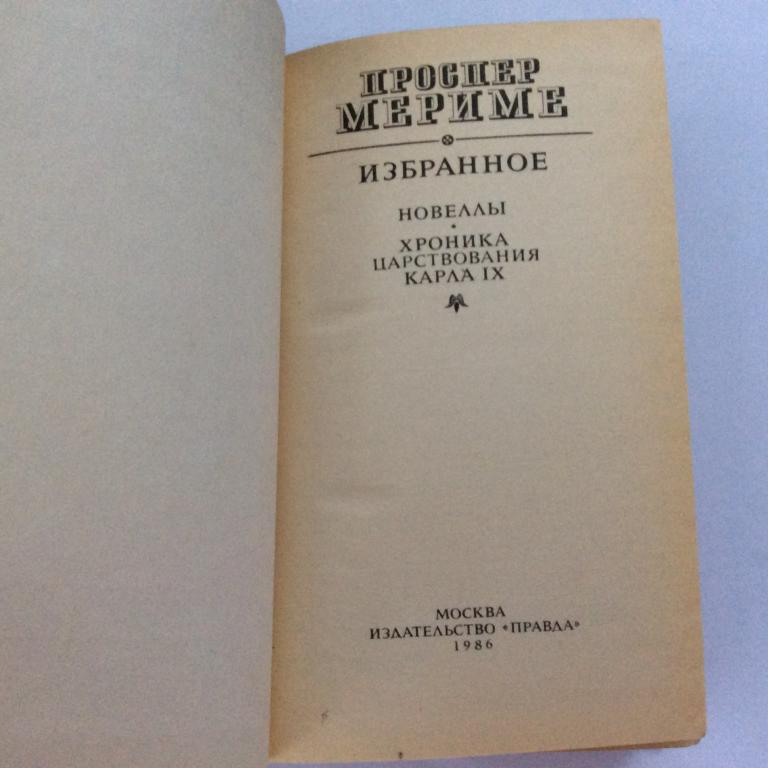 ПРОСПЕР
МЕРИМЕ
ИЗБРАННОЕ
НОВЕЛЛЫ
ХРОНИКА
ЦАРСТВОВАНИЯ
КАРЛА IX
МОСКВА
ИЗДАТЕЛЬСТВО «ПРАВДА»
1986